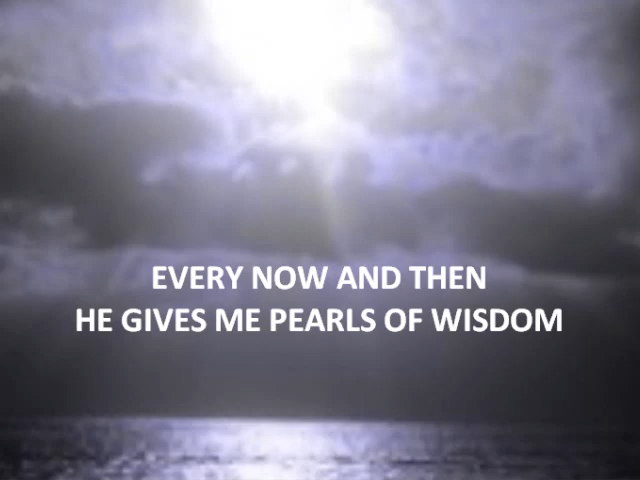 EVERY NOW AND THEN
HE GIVES ME PEARLS OF WISDOM